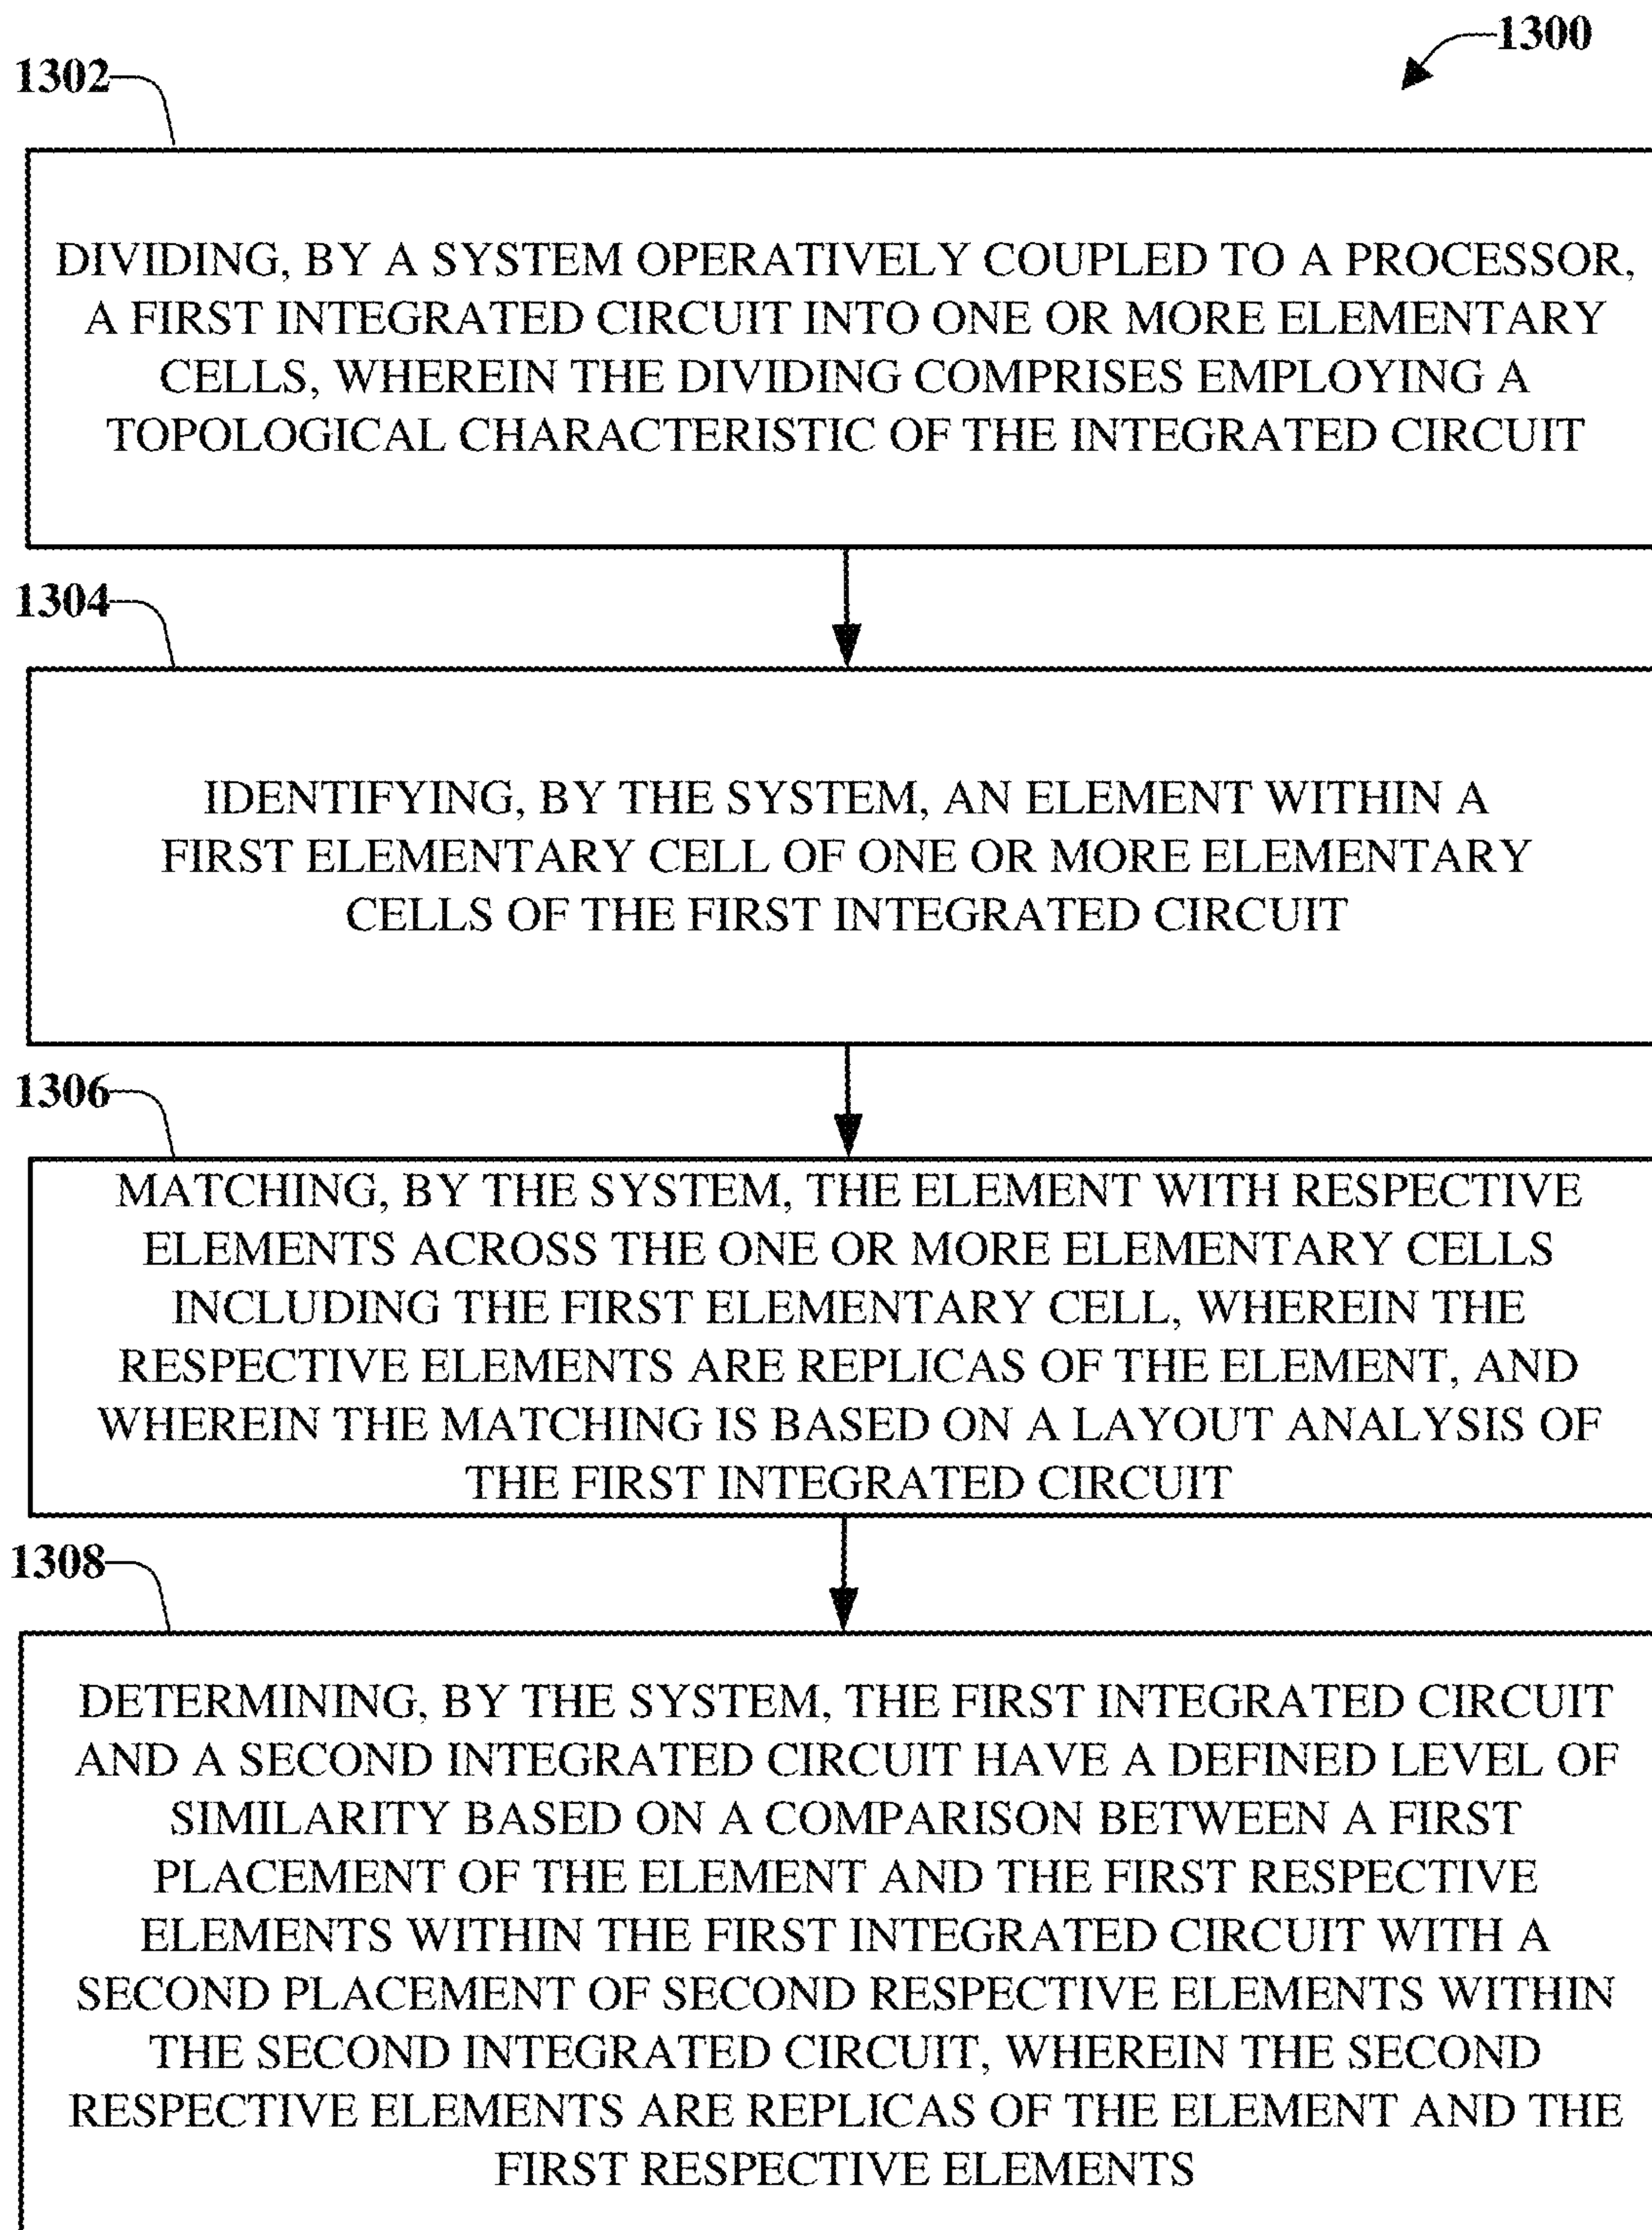 1300
1302
DIVIDING, BY A SYSTEM OPERATIVELY COUPLED TO A PROCESSOR,
A FIRST INTEGRATED CIRCUIT INTO ONE OR MORE ELEMENTARY
CELLS, WHEREIN THE DIVIDING COMPRISES EMPLOYING A
TOPOLOGICAL CHARACTERISTIC OF THE INTEGRATED CIRCUIT
1304
IDENTIFYING, BY THE SYSTEM, AN ELEMENT WITHIN A
FIRST ELEMENTARY CELL OF ONE OR MORE ELEMENTARY
CELLS OF THE FIRST INTEGRATED CIRCUIT
1306
MATCHING, BY THE SYSTEM, THE ELEMENT WITH RESPECTIVE
ELEMENTS ACROSS THE ONE OR MORE ELEMENTARY CELLS
INCLUDING THE FIRST ELEMENTARY CELL, WHEREIN THE
RESPECTIVE ELEMENTS ARE REPLICAS OF THE ELEMENT, AND
WHEREIN THE MATCHING IS BASED ON A LAYOUT ANALYSIS OF
THE FIRST INTEGRATED CIRCUIT
1308
DETERMINING, BY THE SYSTEM, THE FIRST INTEGRATED CIRCUIT
AND A SECOND INTEGRATED CIRCUIT HAVE A DEFINED LEVEL OF
SIMILARITY BASED ON A COMPARISON BETWEEN A FIRST
PLACEMENT OF THE ELEMENT AND THE FIRST RESPECTIVE
ELEMENTS WITHIN THE FIRST INTEGRATED CIRCUIT WITH A
SECOND PLACEMENT OF SECOND RESPECTIVE ELEMENTS WITHIN
THE SECOND INTEGRATED CIRCUIT, WHEREIN THE SECOND
RESPECTIVE ELEMENTS ARE REPLICAS OF THE ELEMENT AND THE
FIRST RESPECTIVE ELEMENTS